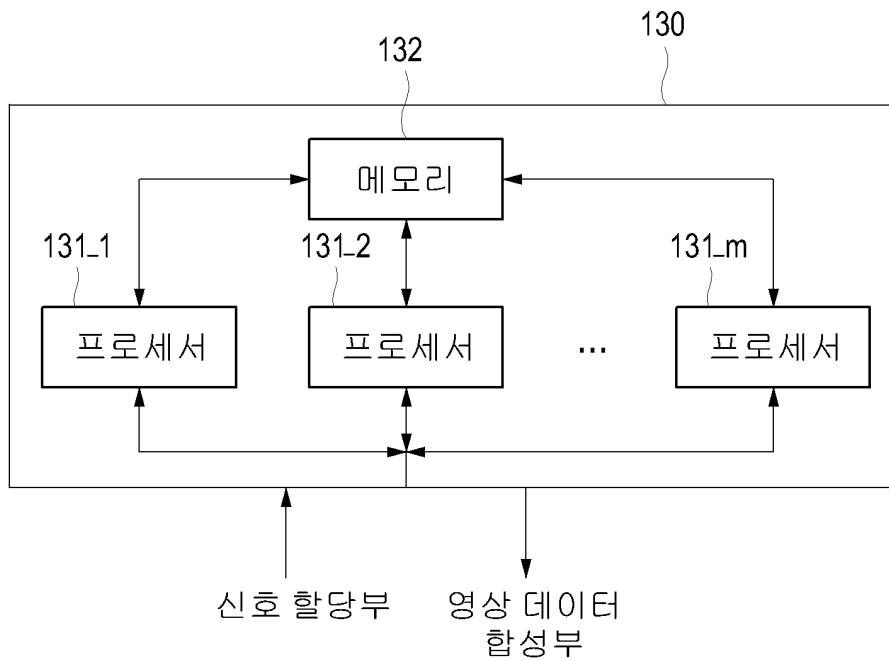 130
132
메모리
131_1
131_2
131_m
프로세서
프로세서
...
프로세서
신호 할당부
영상 데이터
합성부